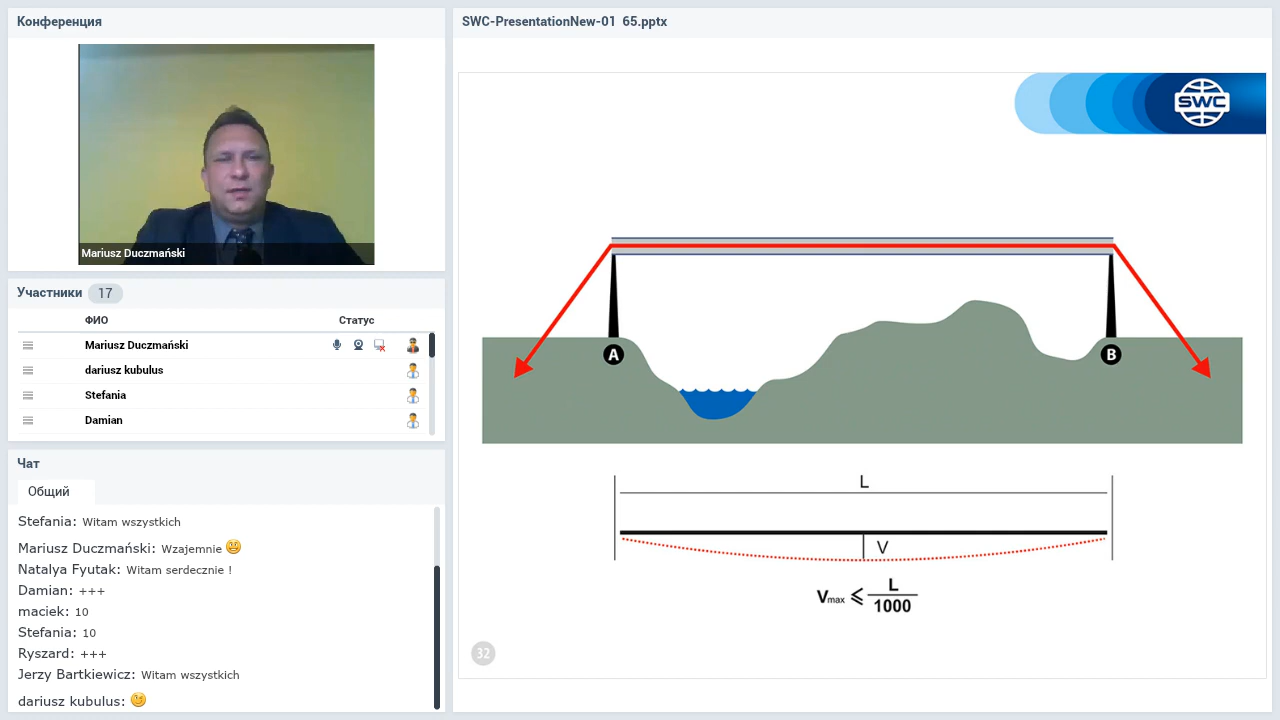 Конференция
Mariusz Duczmański
Участники 17
ФИО Статус
Mariusz Duczmański
dariusz kubulus
Stefania
Damian
Чат
Общий
Stefania: Witam wszystkich
Mariusz Duczmański: Wzajemnie
Natalya Fyutak: Witam serdecznie !
Damian: +++
maciek: 10
Stefania: 10
Ryszard: +++
Jerzy Bartkiewicz: Witam wszystkich
dariusz kubulus:
SWC-PresentationNew-01 65.pptx
SWC
A B
L
V
Vmax ⩽ L
1000
32